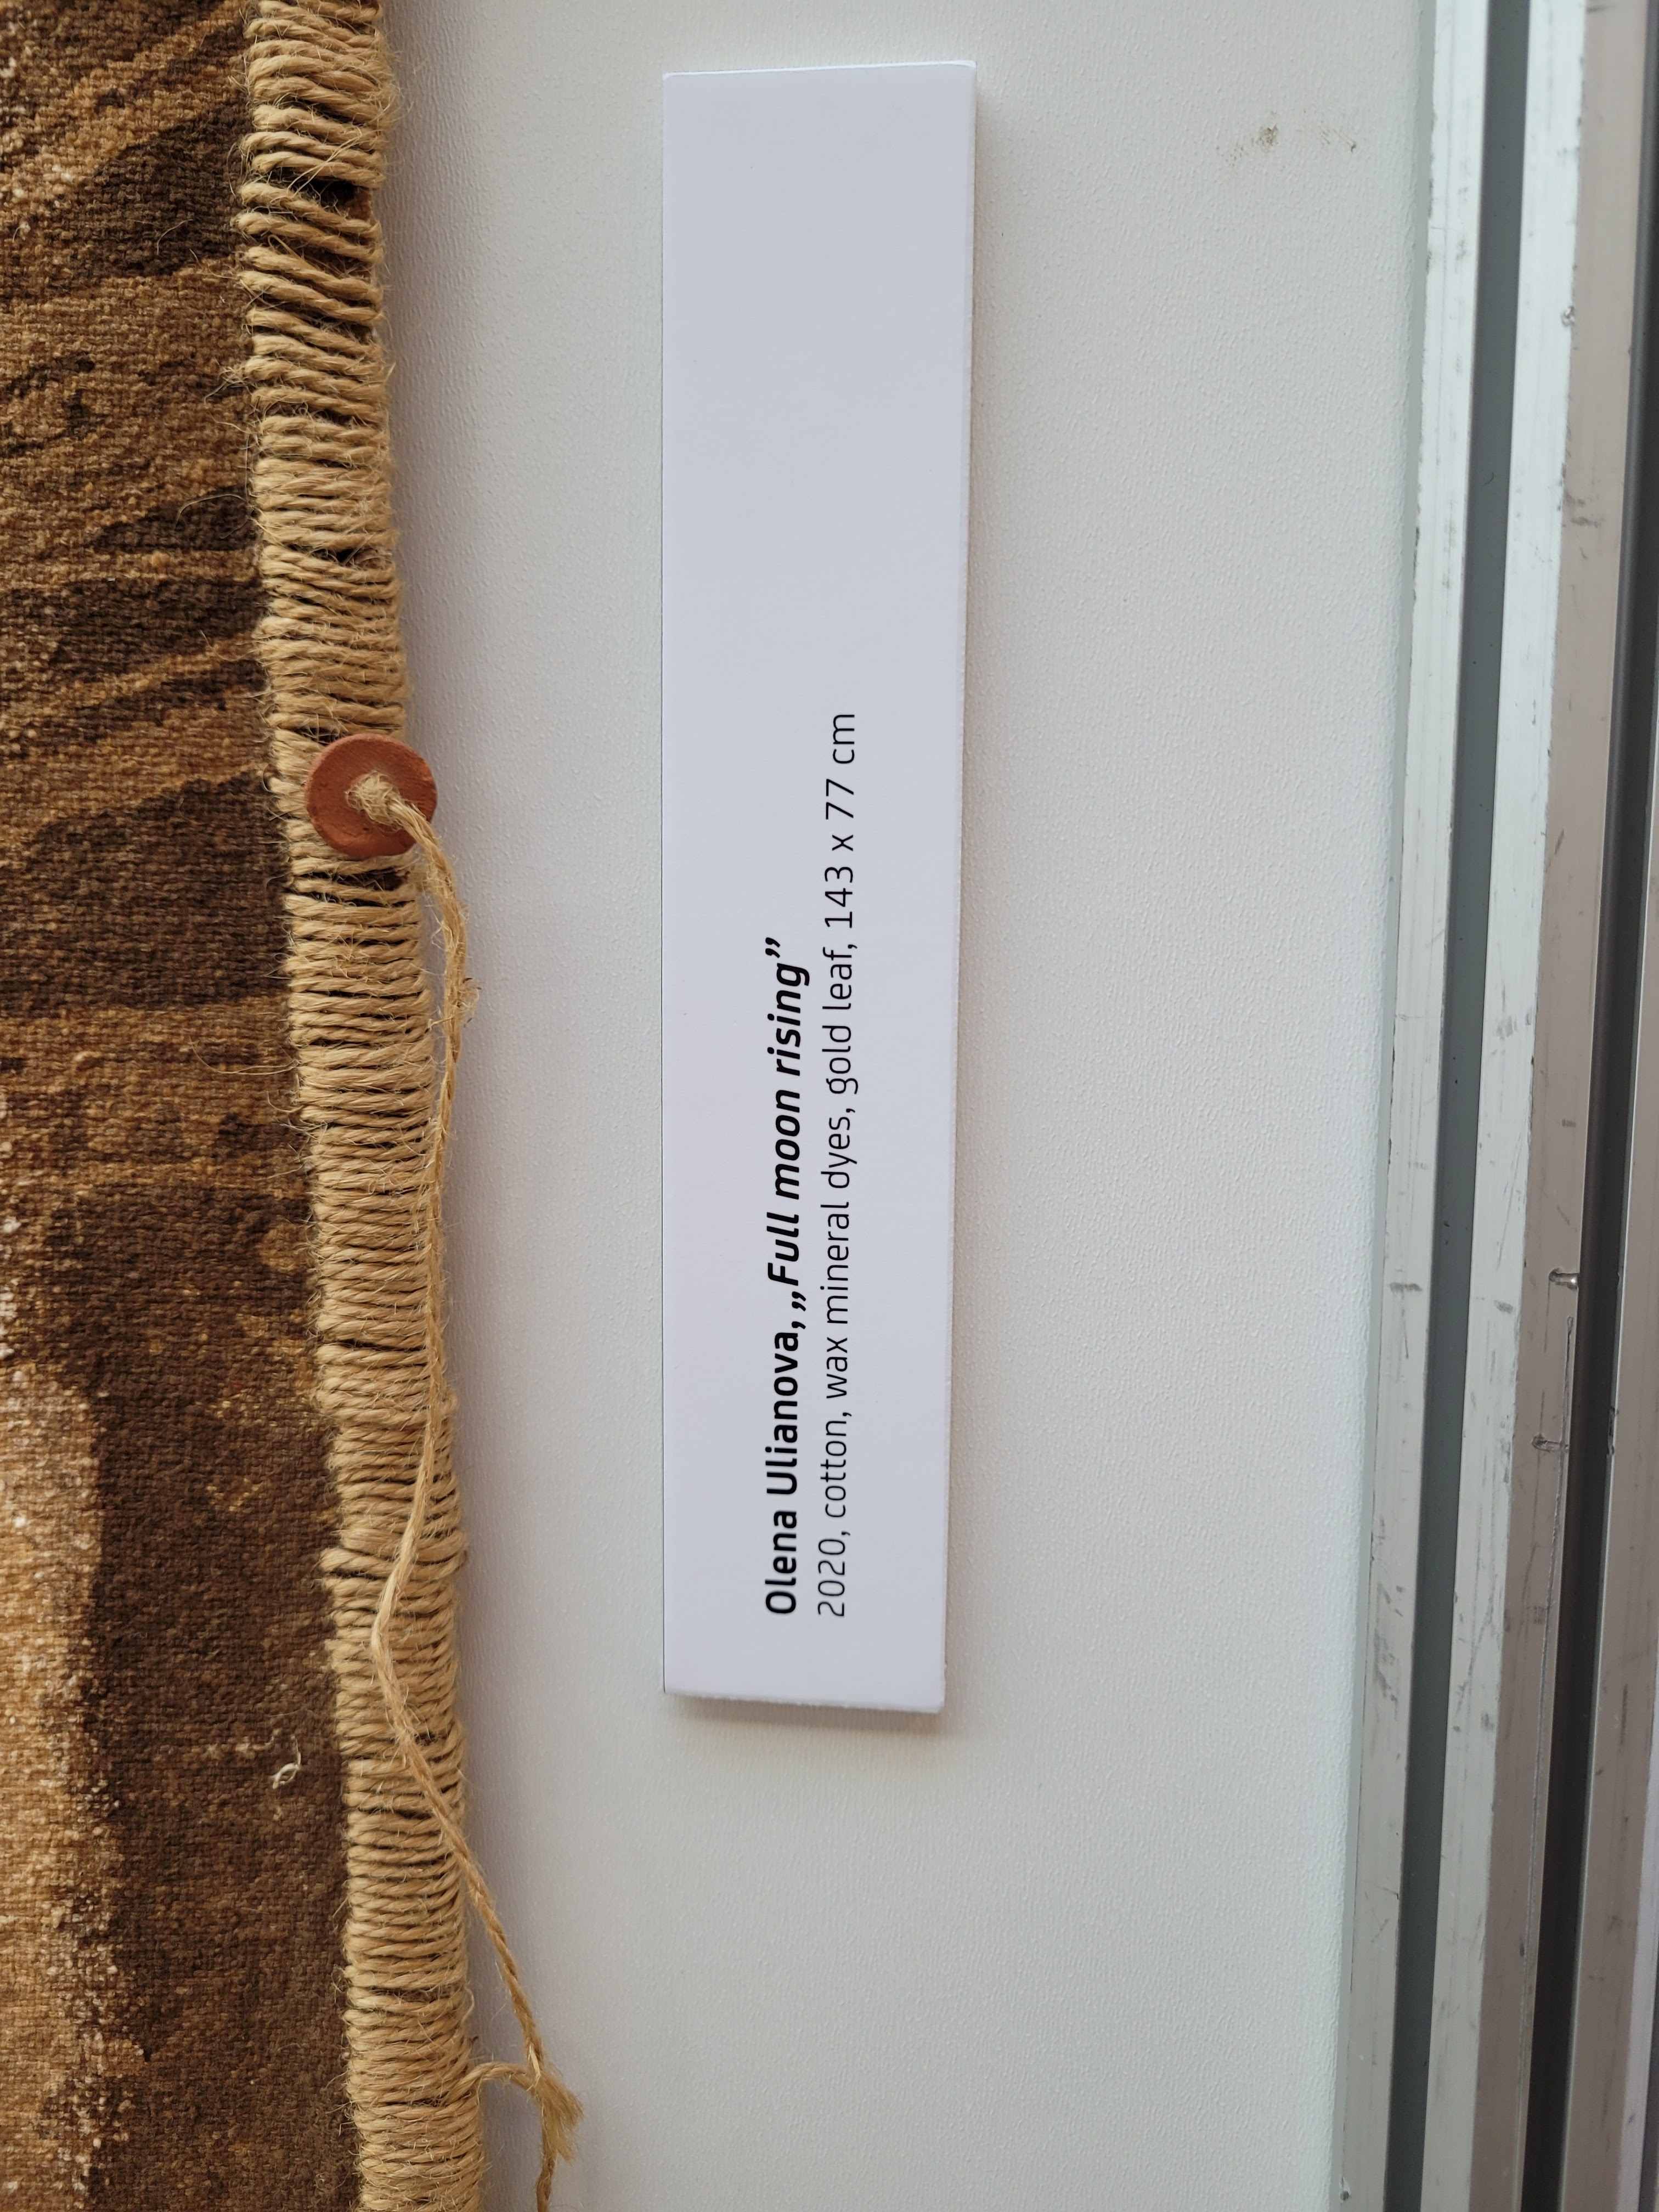 Olena Ulianova, „Full moon rising”
2020, cotton, wax mineral dyes, gold leaf, 143 x 77 cm